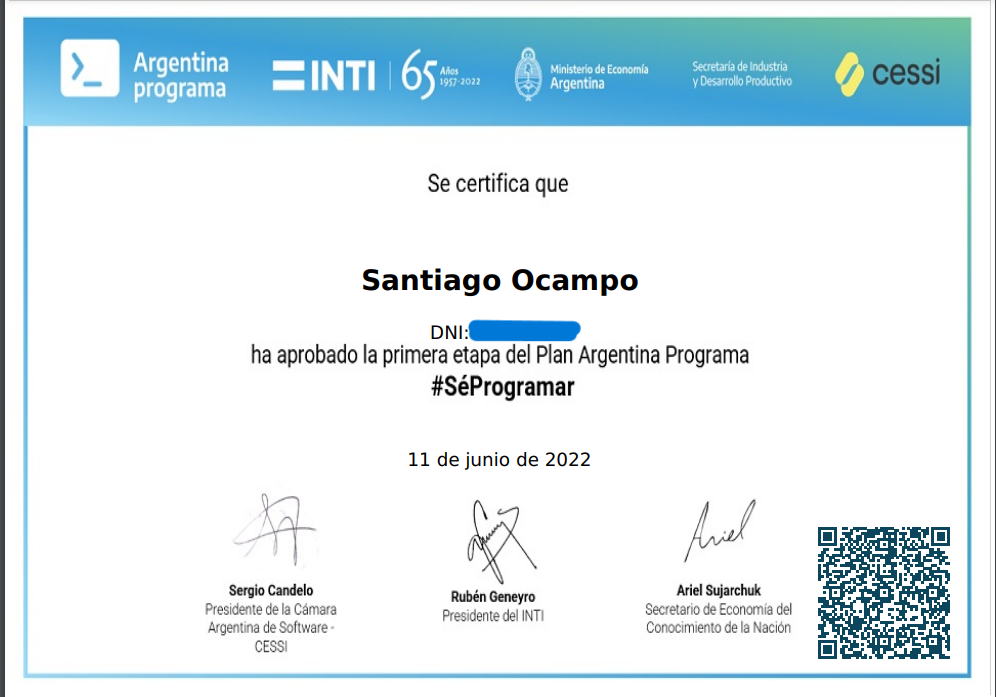 Argentina
programa
INTI
65 Años
1957-2022
Ministerio de Economía
Argentina
Secretaría de Industria
y Desarrollo Productivo
cessi
Se certifica que
Santiago Ocampo
DNI:
ha aprobado la primera etapa del Plan Argentina Programa
#SéProgramar
11 de junio de 2022
Ariel
Sergio Candelo
Presidente de la Cámara
Argentina de Software -
CESSI
Rubén Geneyro
Presidente del INTI
Ariel Sujarchuk
Secretario de Economía del
Conocimiento de la Nación